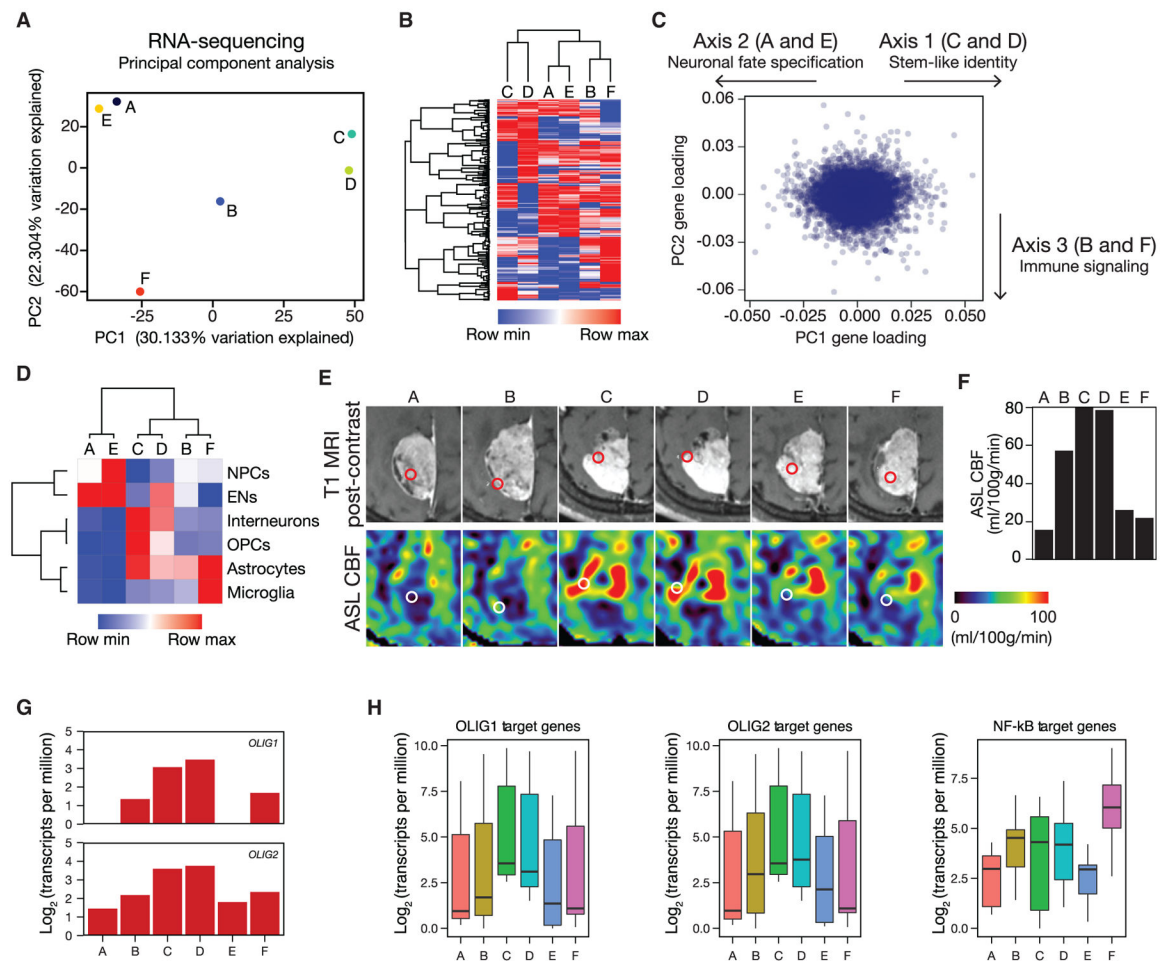 A
RNA-sequencing
Principal component analysis
PC2 (22.304% variation explained)
20
0
-20
-40
-60
E
A
C
D
B
F
-25
0
25
50
PC1 (30.133% variation explained)
B
C D A E B F
Row min
Row max
C
Axis 2 (A and E)
Neuronal fate specification
Axis 1 (C and D)
Stem-like identity
PC2 gene loading
0.06
0.03
0.00
-0.03
-0.06
-0.050
-0.025
0.000
0.025
0.050
PC1 gene loading
Axis 3 (B and F)
Immune signaling
D
A E C D B F
NPCs
ENs
Interneurons
OPCs
Astrocytes
Microglia
Row min
Row max
E
A B C D E F
T1 MRI
post-contrast
ASL CBF
0
100
(ml/100g/min)
F
A B C D E F
ASL CBF
(ml/100g/min)
80
60
40
20
0
G
Log2 (transcripts per million)
OLIG1
5
4
3
2
1
0
OLIG2
5
4
3
2
1
0
A B C D E F
H
Log2 (transcripts per million)
OLIG1 target genes
10.0
7.5
5.0
2.5
0.0
A B C D E F
Log2 (transcripts per million)
OLIG2 target genes
10.0
7.5
5.0
2.5
0.0
A B C D E F
Log2 (transcripts per million)
NF-kB target genes
7.5
5.0
2.5
0.0
A B C D E F